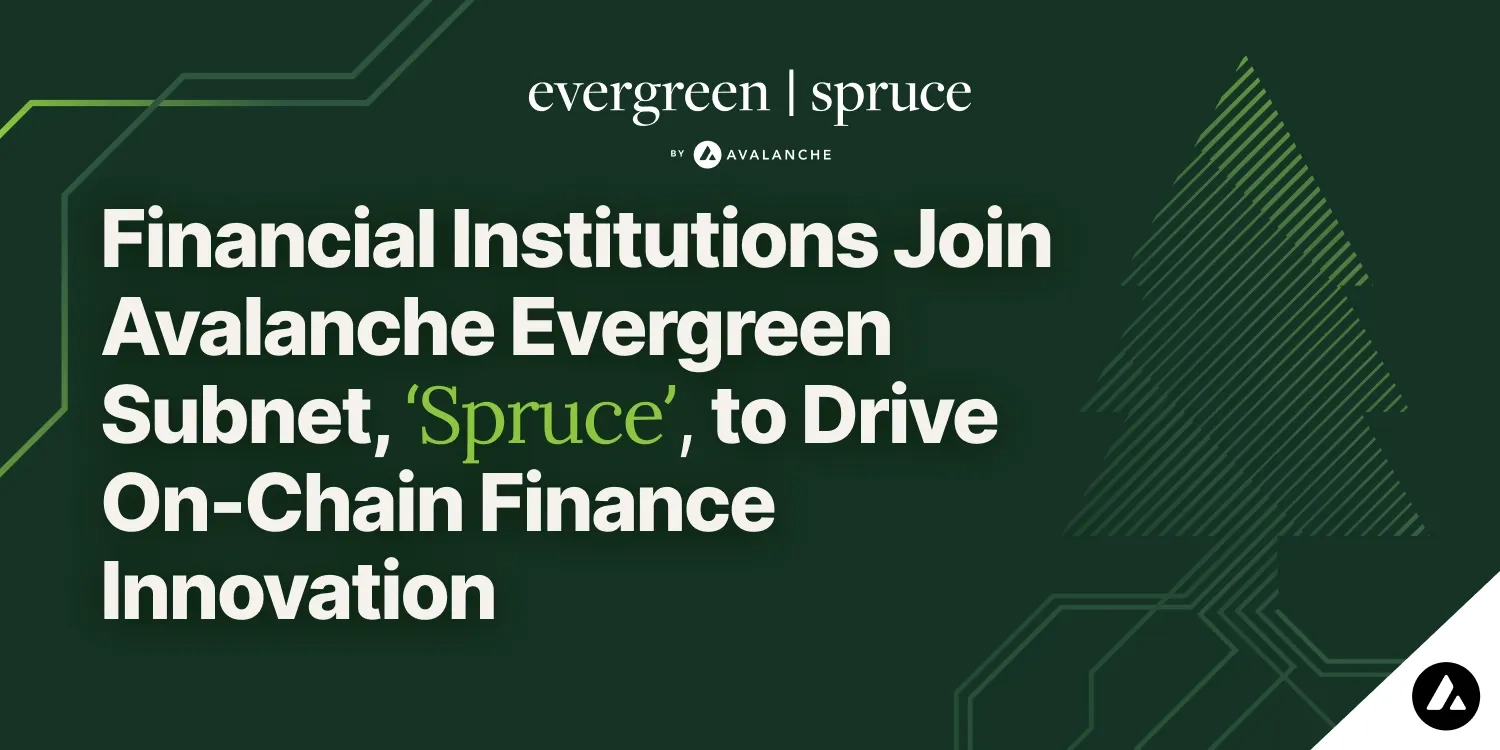 evergreen | spruce
BY AVALANCHE
Financial Institutions Join
Avalanche Evergreen
Subnet, ‘Spruce’, to Drive
On-Chain Finance
Innovation